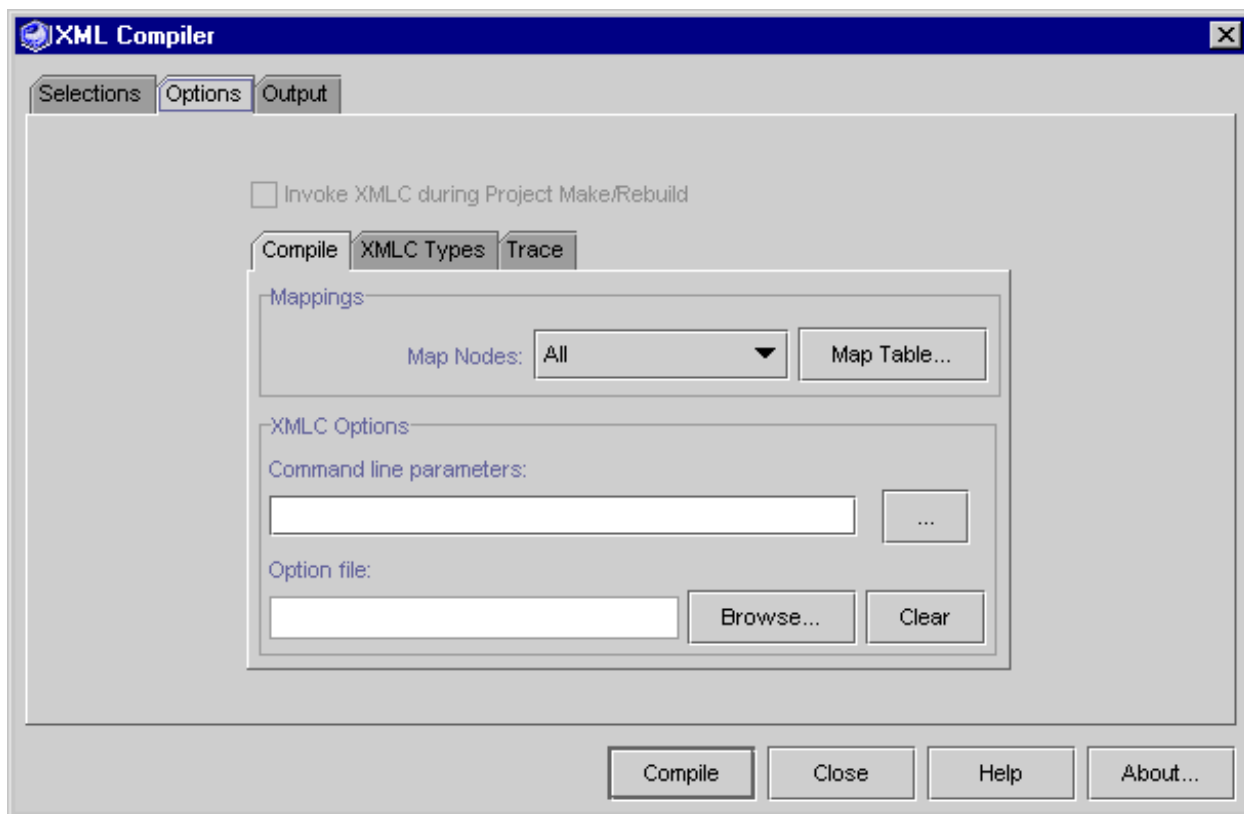 XML Compiler
Selections Options Output
Invoke XMLC during Project Make/Rebuild
Compile XMLC Types Trace
Mappings
Map Nodes: All Map Table...
XMLC Options
Command line parameters:
...
Option file:
Browse... Clear
Compile Close Help About...